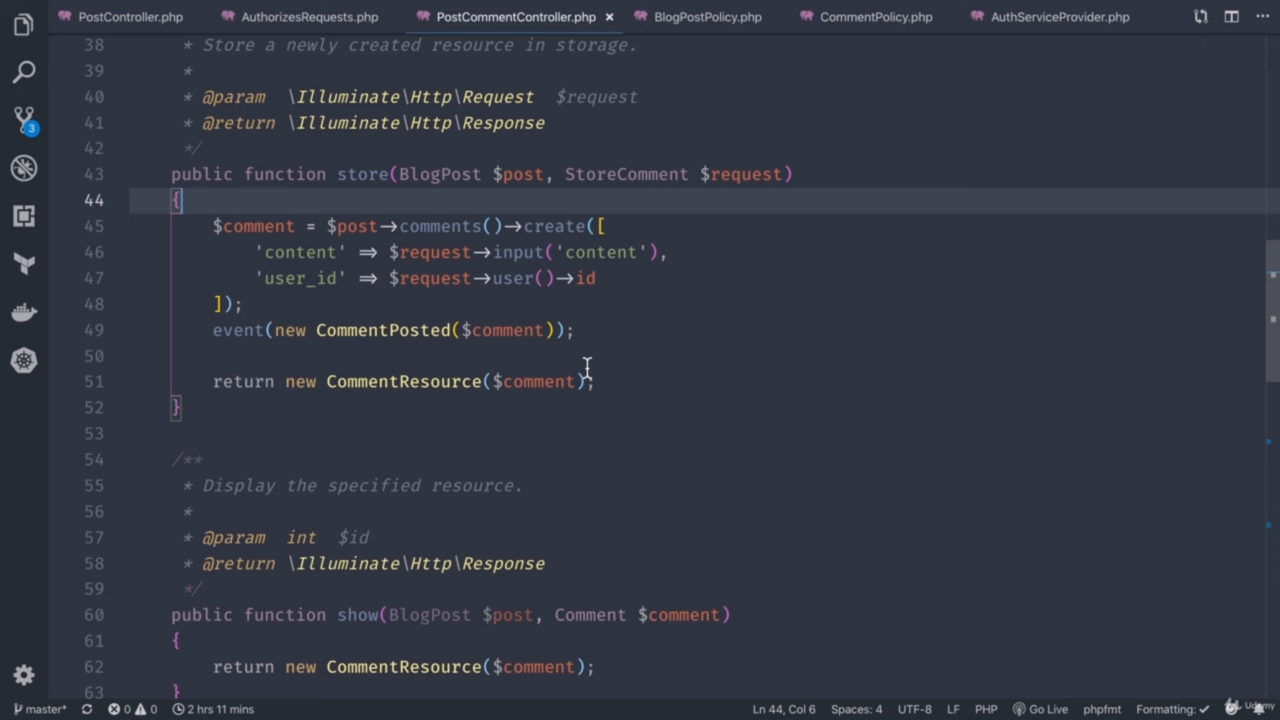 PostController.php AuthorizesRequests.php PostCommentController.php × BlogPostPolicy.php CommentPolicy.php AuthServiceProvider.php
38 * Store a newly created resource in storage.
39 *
40 * @param \Illuminate\Http\Request $request
41 * @return \Illuminate\Http\Response
42 */
43 public function store(BlogPost $post, StoreComment $request)
44 {
45 $comment = $post->comments()->create([
46 'content' => $request->input('content'),
47 'user_id' => $request->user()->id
48 ]);
49 event(new CommentPosted($comment));
50
51 return new CommentResource($comment);
52 }
53
54 /**
55 * Display the specified resource.
56 *
57 * @param int $id
58 * @return \Illuminate\Http\Response
59 */
60 public function show(BlogPost $post, Comment $comment)
61 {
62 return new CommentResource($comment);
63 }
3
master* 0 0 2 hrs 11 mins Ln 44, Col 6 Spaces: 4 UTF-8 LF PHP Go Live phpfmt Formatting: ✓ Udemy